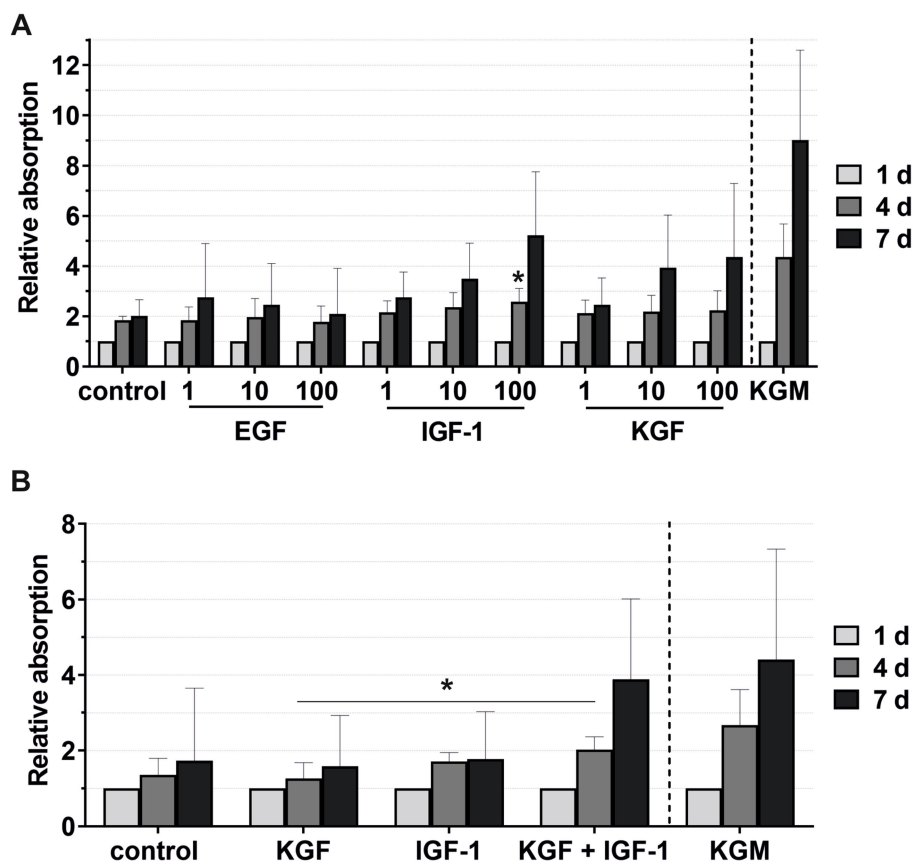 A
Relative absorption
12
10
8
6
4
2
0
*
control 1 10 100 1 10 100 1 10 100 KGM
EGF IGF-1 KGF
1 d
4 d
7 d
B
Relative absorption
8
6
4
2
0
*
control KGF IGF-1 KGF + IGF-1 KGM
1 d
4 d
7 d